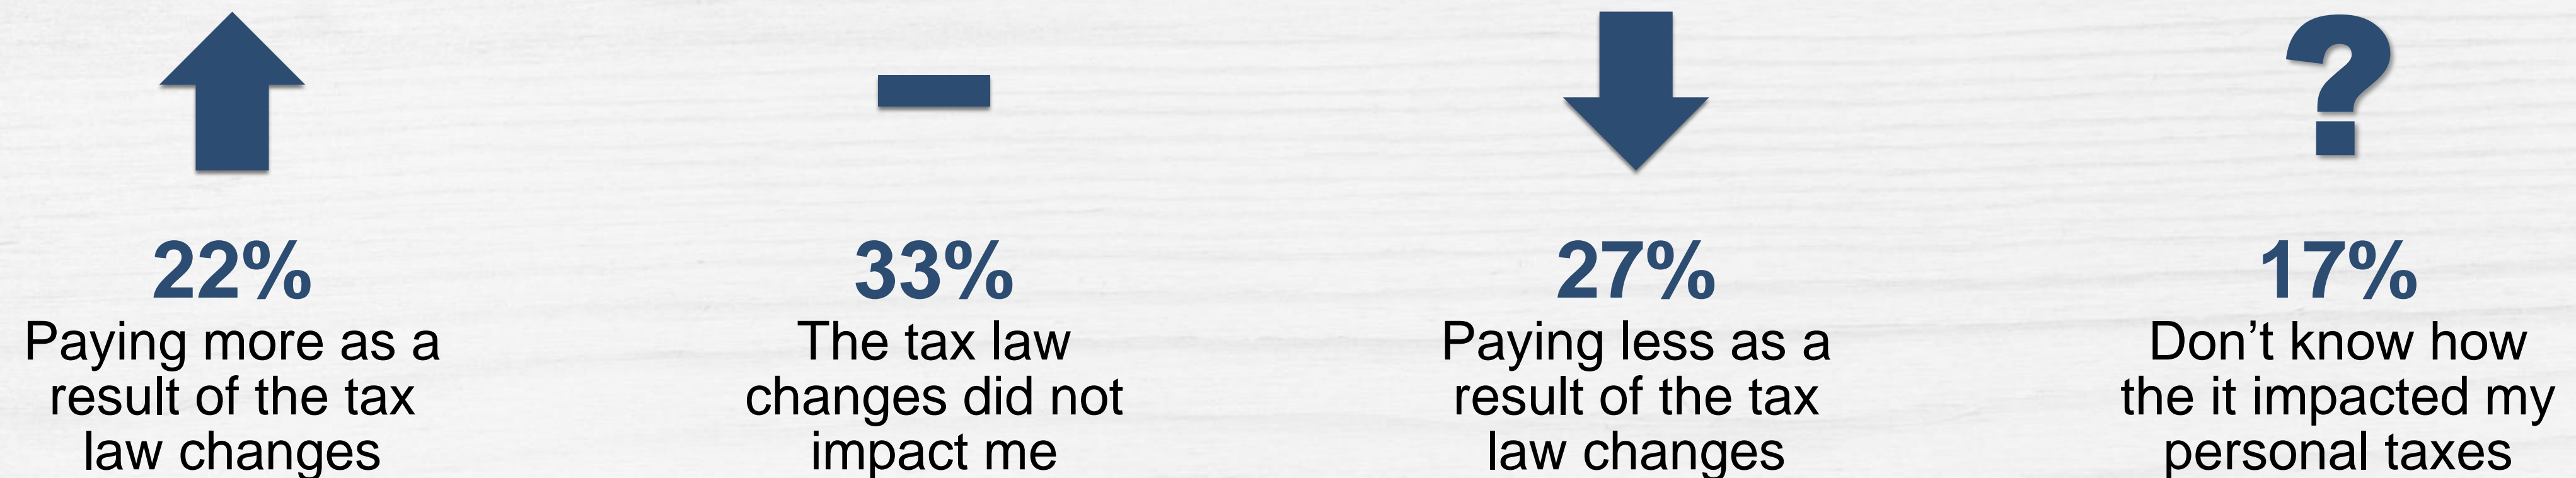 ?
22%
Paying more as a
result of the tax
law changes
33%
The tax law
changes did not
impact me
27%
Paying less as a
result of the tax
law changes
17%
Don’t know how
the it impacted my
personal taxes